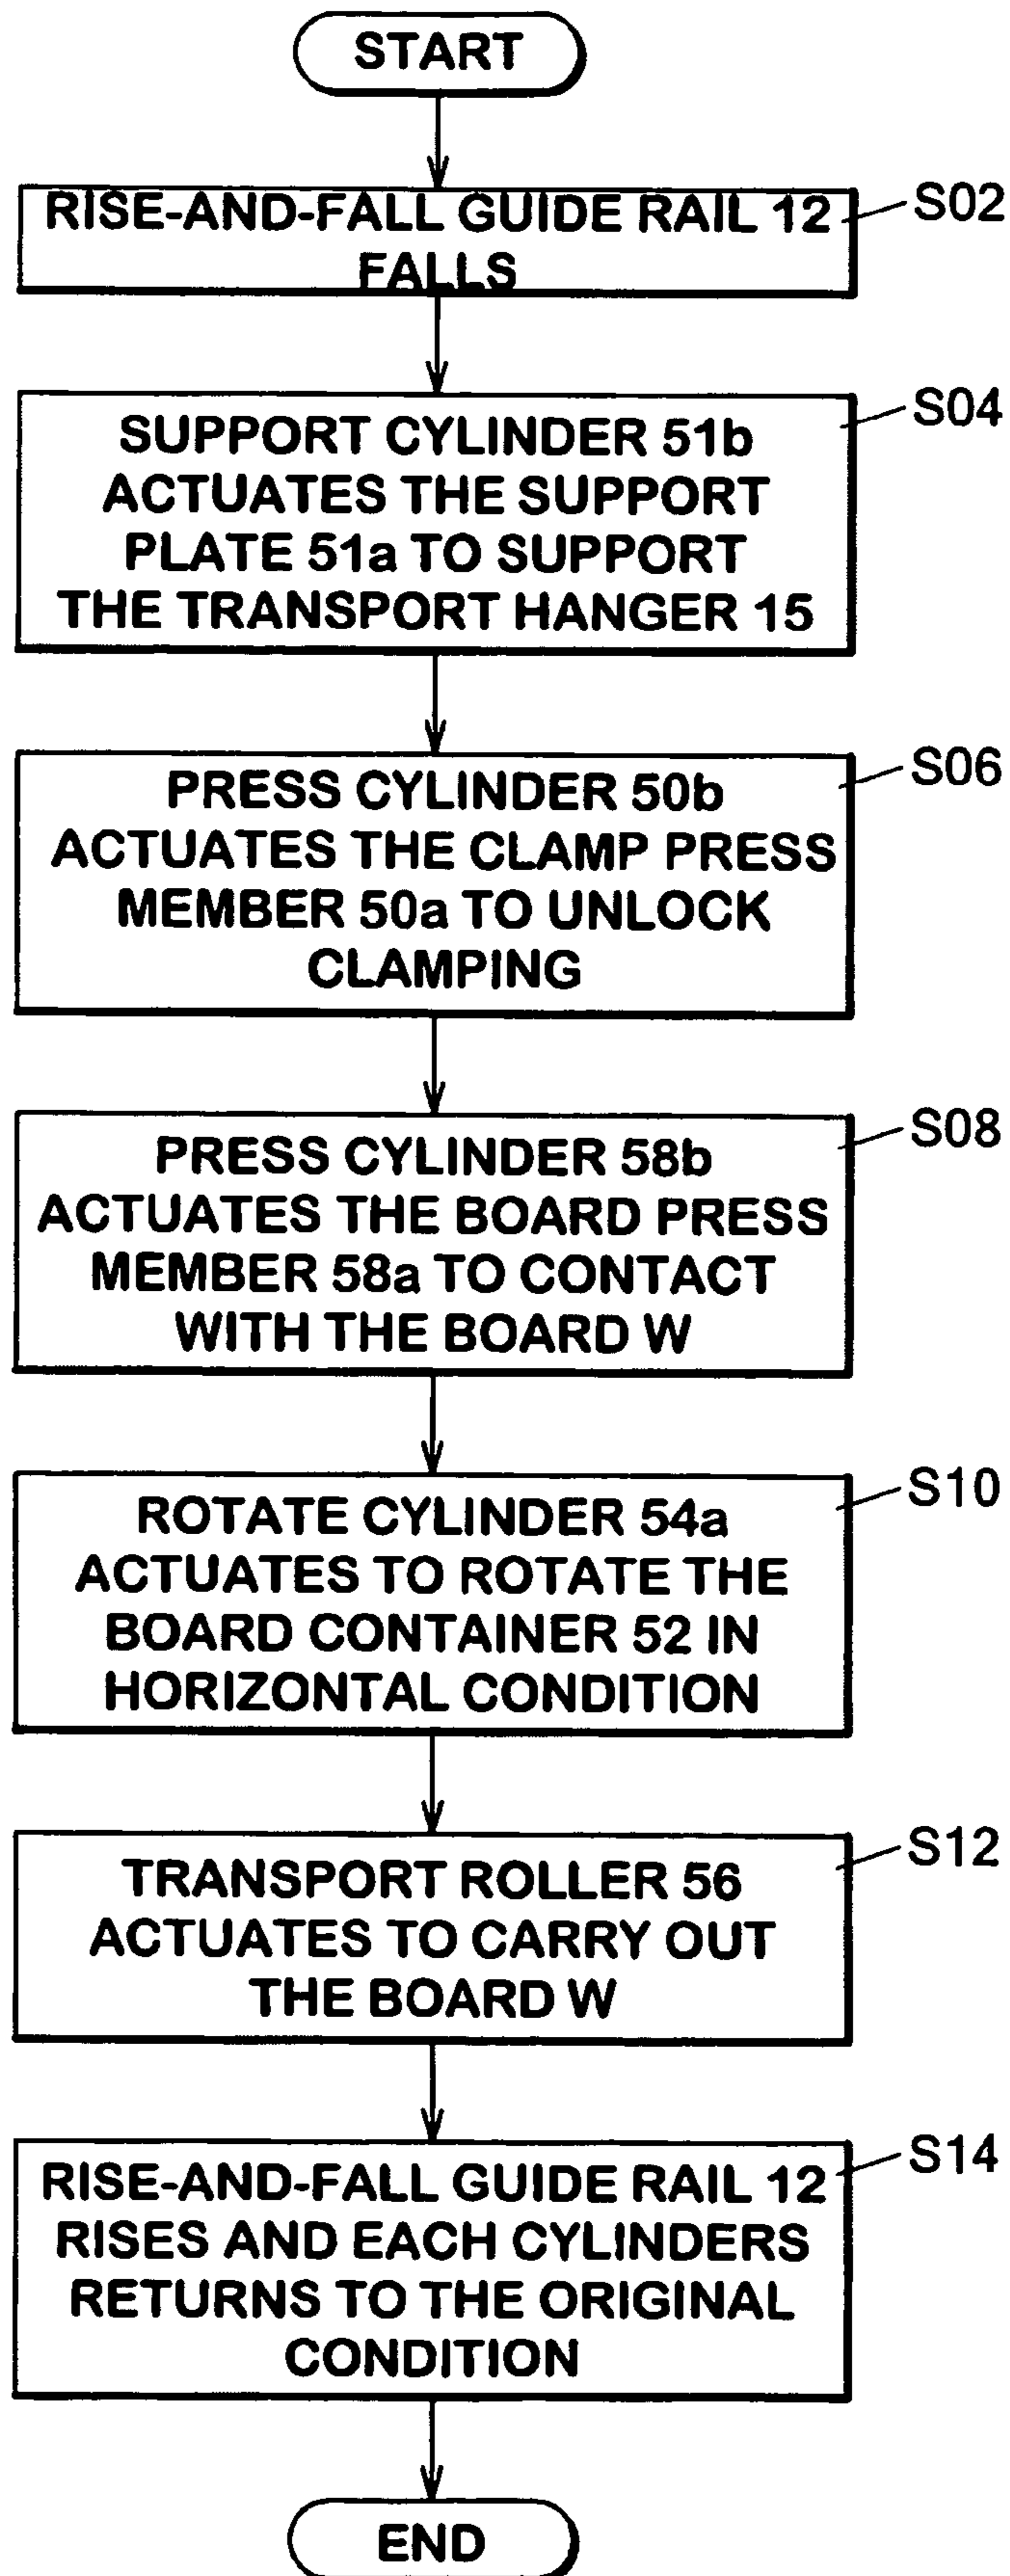 START
RISE-AND-FALL GUIDE RAIL 12
FALLS
S02
SUPPORT CYLINDER 51b
ACTUATES THE SUPPORT
PLATE 51a TO SUPPORT
THE TRANSPORT HANGER 15
S04
PRESS CYLINDER 50b
ACTUATES THE CLAMP PRESS
MEMBER 50a TO UNLOCK
CLAMPING
S06
PRESS CYLINDER 58b
ACTUATES THE BOARD PRESS
MEMBER 58a TO CONTACT
WITH THE BOARD W
S08
ROTATE CYLINDER 54a
ACTUATES TO ROTATE THE
BOARD CONTAINER 52 IN
HORIZONTAL CONDITION
S10
TRANSPORT ROLLER 56
ACTUATES TO CARRY OUT
THE BOARD W
S12
RISE-AND-FALL GUIDE RAIL 12
RISES AND EACH CYLINDERS
RETURNS TO THE ORIGINAL
CONDITION
S14
END